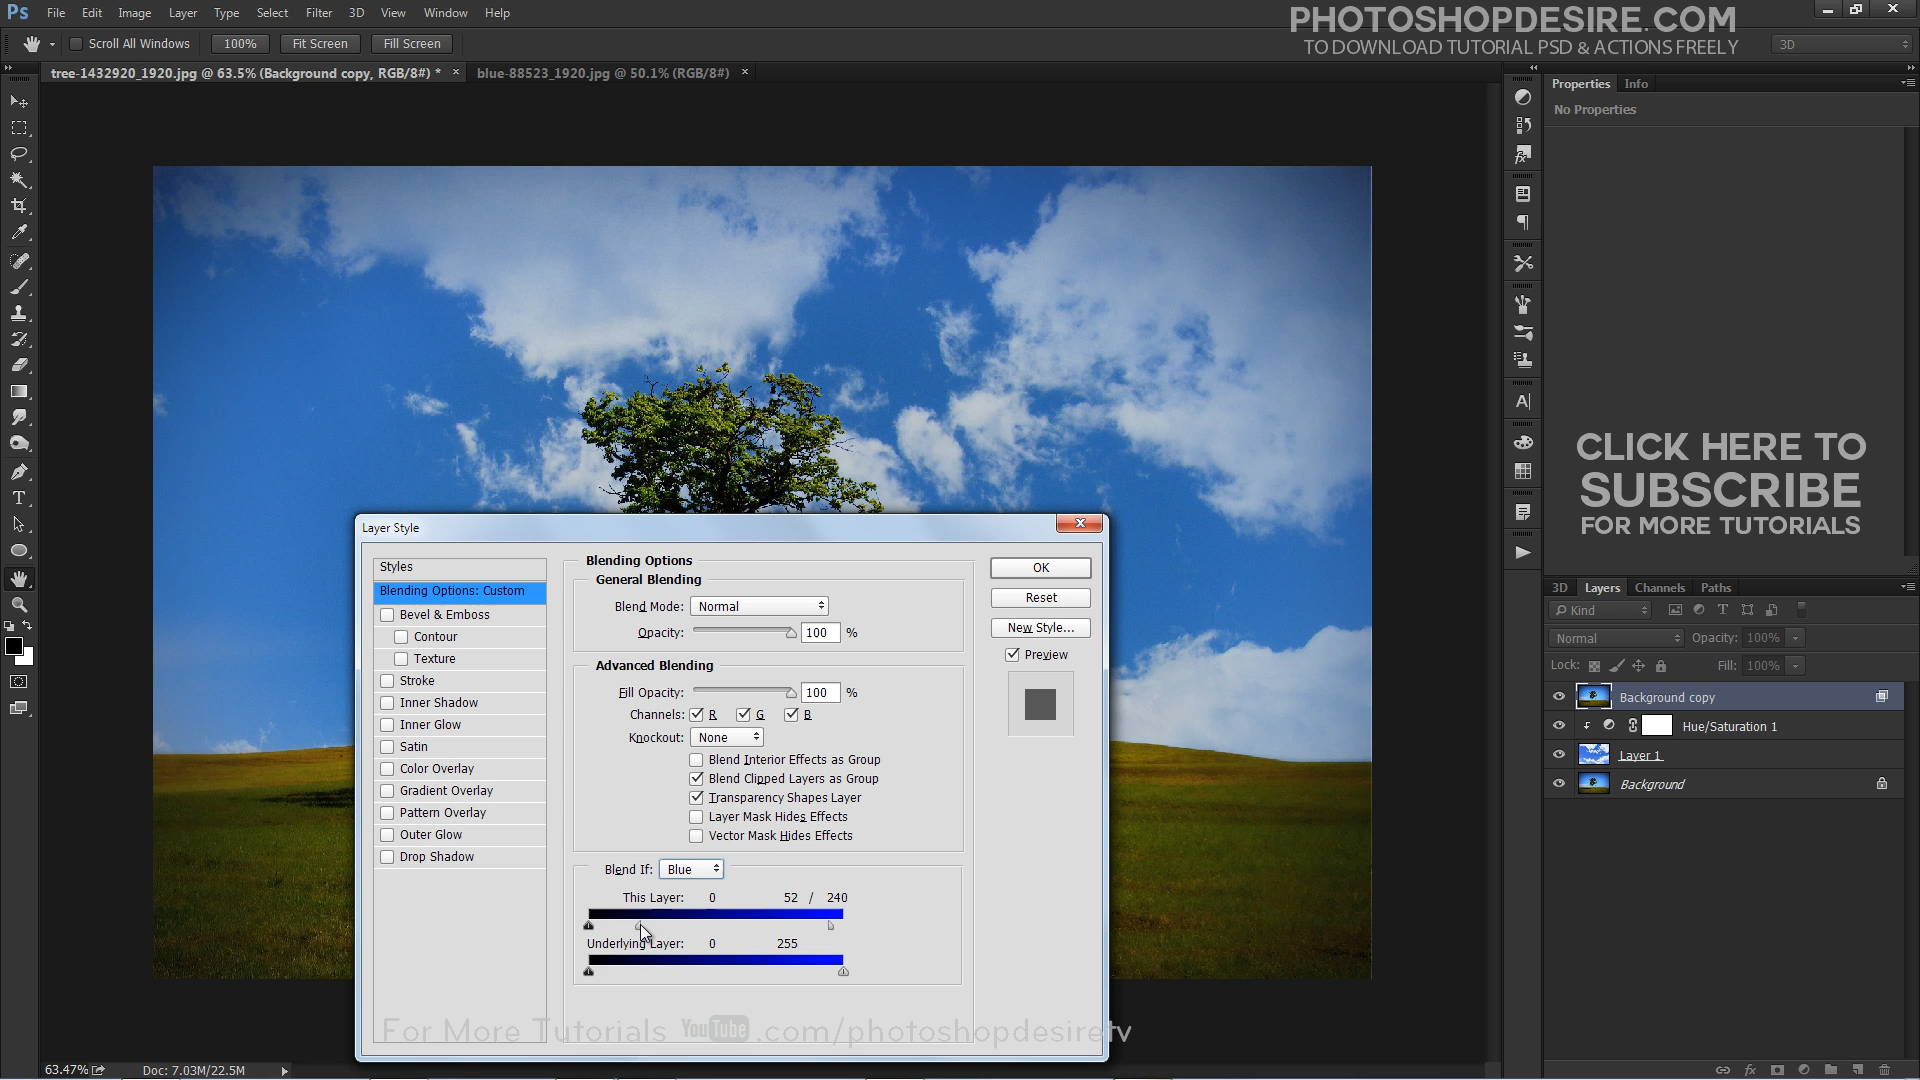 Ps File Edit Image Layer Type Select Filter 3D View Window Help
PHOTOSHOPDESIRE.COM
TO DOWNLOAD TUTORIAL PSD & ACTIONS FREELY
Scroll All Windows 100% Fit Screen Fill Screen 3D
tree-1432920_1920.jpg @ 63.5% (Background copy, RGB/8#) * × blue-88523_1920.jpg @ 50.1% (RGB/8#) ×
Properties Info
No Properties
CLICK HERE TO
SUBSCRIBE
FOR MORE TUTORIALS
Layer Style
Styles
Blending Options: Custom
Bevel & Emboss
Contour
Texture
Stroke
Inner Shadow
Inner Glow
Satin
Color Overlay
Gradient Overlay
Pattern Overlay
Outer Glow
Drop Shadow
Blending Options
General Blending
Blend Mode: Normal
Opacity: 100 %
Advanced Blending
Fill Opacity: 100 %
Channels: R G B
Knockout: None
Blend Interior Effects as Group
Blend Clipped Layers as Group
Transparency Shapes Layer
Layer Mask Hides Effects
Vector Mask Hides Effects
Blend If: Blue
This Layer: 0 52 / 240
Underlying Layer: 0 255
OK
Reset
New Style...
Preview
3D Layers Channels Paths
Kind
Normal Opacity: 100%
Lock: Fill: 100%
Background copy
Hue/Saturation 1
Layer 1
Background
For More Tutorials YouTube .com/photoshopdesiretv
63.47% Doc: 7.03M/22.5M